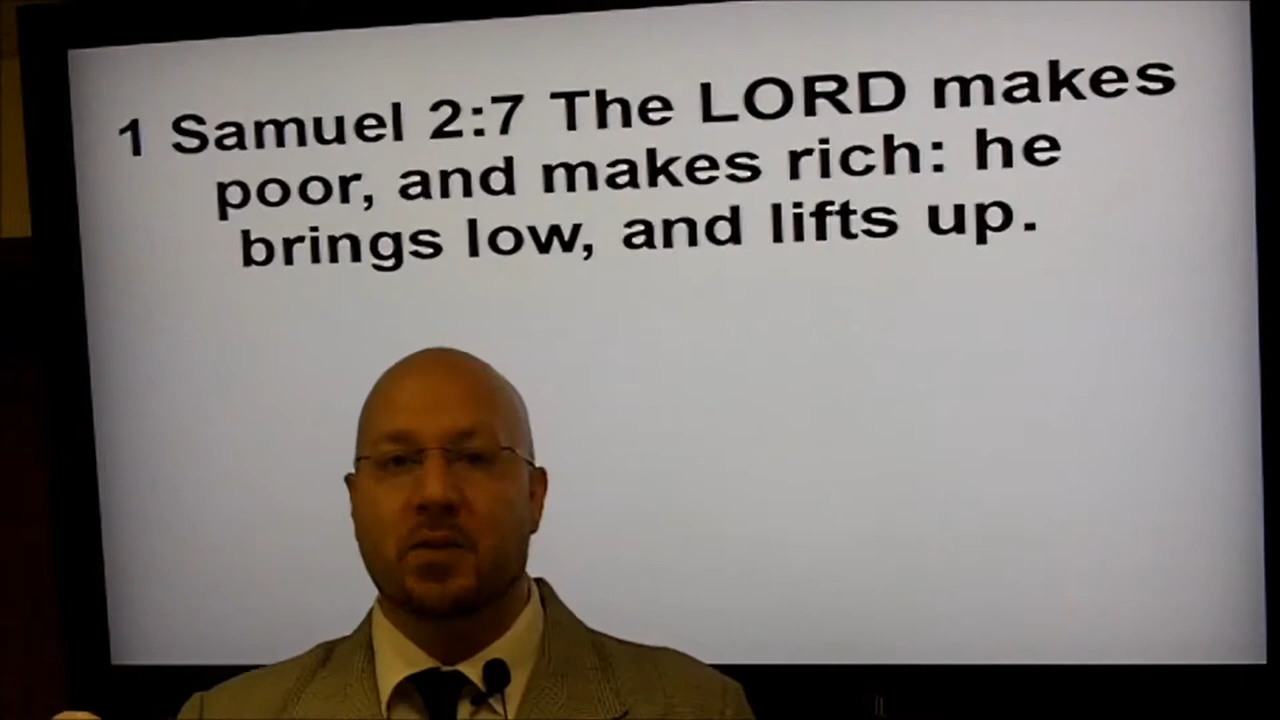 1 Samuel 2:7 The LORD makes
poor, and makes rich: he
brings low, and lifts up.